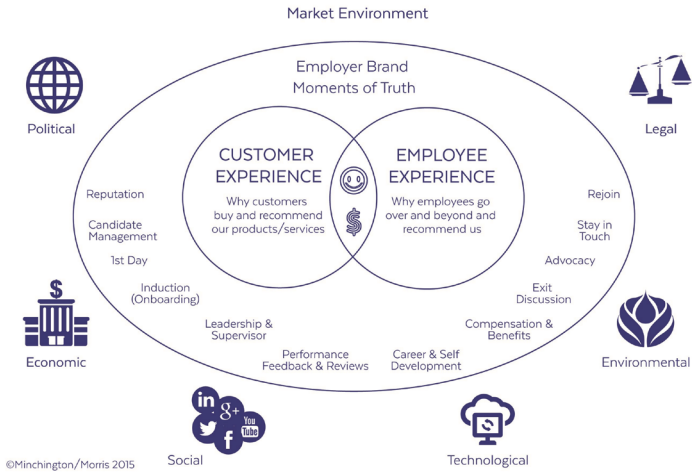 Market Environment
Employer Brand
Moments of Truth
Political
Legal
CUSTOMER
EXPERIENCE
Why customers
buy and recommend
our products/services
EMPLOYEE
EXPERIENCE
Why employees go
over and beyond and
recommend us
$
Reputation
Candidate
Management
1st Day
Induction
(Onboarding)
Leadership &
Supervisor
Performance
Feedback & Reviews
Career & Self
Development
Compensation &
Benefits
Exit
Discussion
Advocacy
Stay in
Touch
Rejoin
$
Economic
Environmental
in
g+
You
Tube
f
Social
Technological
©Minchington/Morris 2015